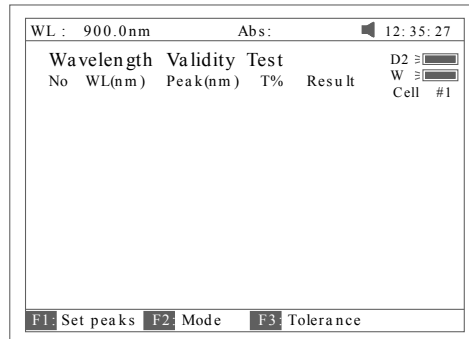 WL: 900.0nm Abs: 12:35:27
Wavelength Validity Test D2
No WL(nm) Peak(nm) T% Result W
Cell #1
F1: Set peaks F2: Mode F3: Tolerance